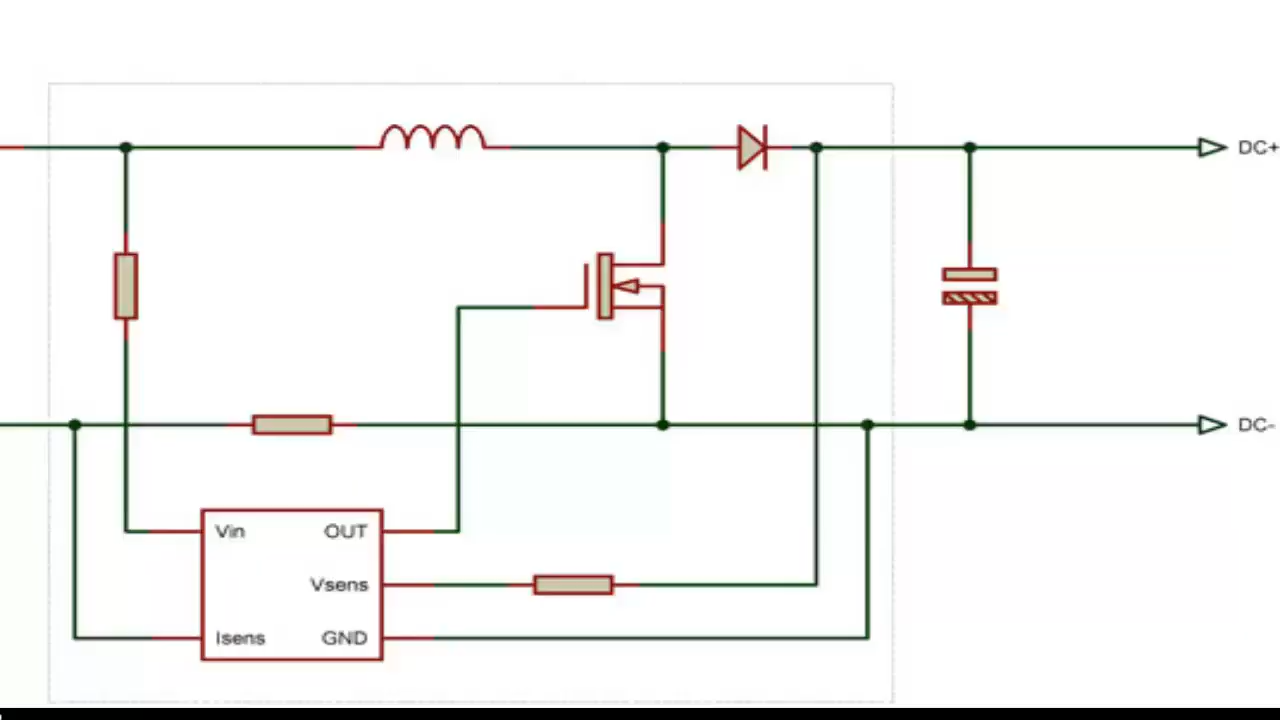 DC+
DC-
Vin
OUT
Vsens
Isens
GND